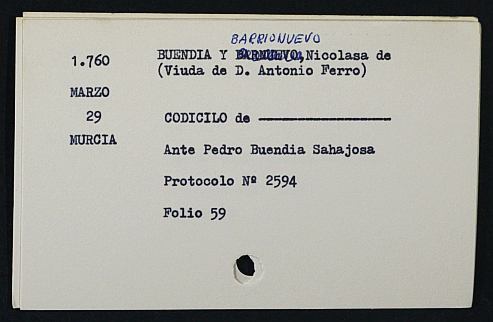 BARRIONUEVO
1.760 BUENDIA Y BARNUEVO, Nicolasa de
(Viuda de D. Antonio Ferro)
MARZO
29 CODICILO de ----------------
MURCIA
Ante Pedro Buendia Sahajosa
Protocolo Nº 2594
Folio 59